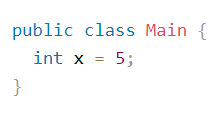 public class Main {
  int x = 5;
}